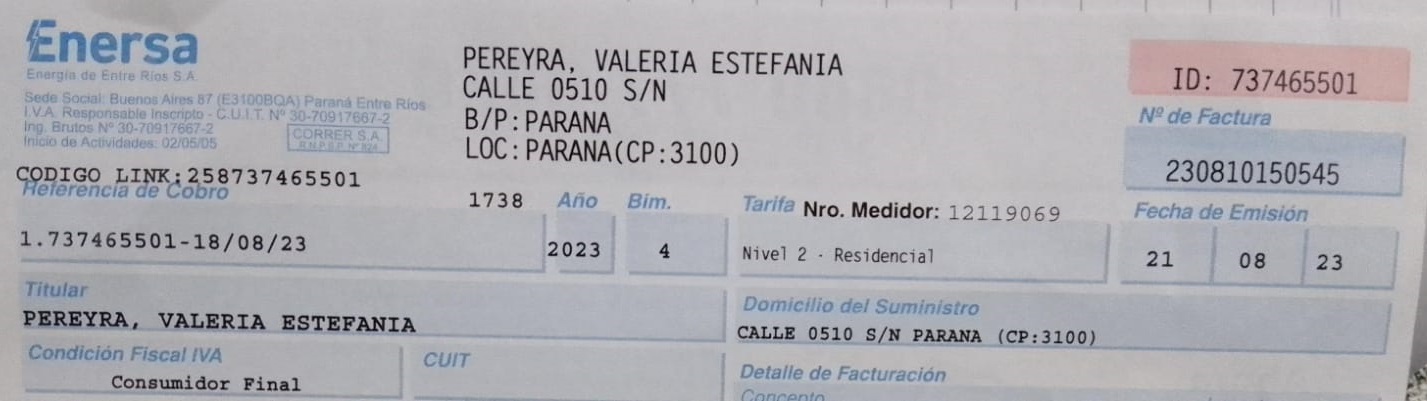 Enersa
Energía de Entre Ríos S.A.
Sede Social: Buenos Aires 87 (E3100BQA) Paraná Entre Ríos
I.V.A. Responsable Inscripto - C.U.I.T. Nº 30-70917667-2
Ing. Brutos Nº 30-70917667-2
Inicio de Actividades: 02/05/05
CORRER S.A.
R.N.P.S.P. Nº 824
PEREYRA, VALERIA ESTEFANIA
CALLE 0510 S/N
B/P:PARANA
LOC:PARANA(CP:3100)
ID: 737465501
Nº de Factura
230810150545
CODIGO LINK:258737465501
Referencia de Cobro
1.737465501-18/08/23
1738
Año
2023
Bim.
4
Tarifa Nro. Medidor: 12119069
Nivel 2 - Residencial
Fecha de Emisión
21 08 23
Titular
PEREYRA, VALERIA ESTEFANIA
Domicilio del Suministro
CALLE 0510 S/N PARANA (CP:3100)
Condición Fiscal IVA
Consumidor Final
CUIT
Detalle de Facturación
Concepto